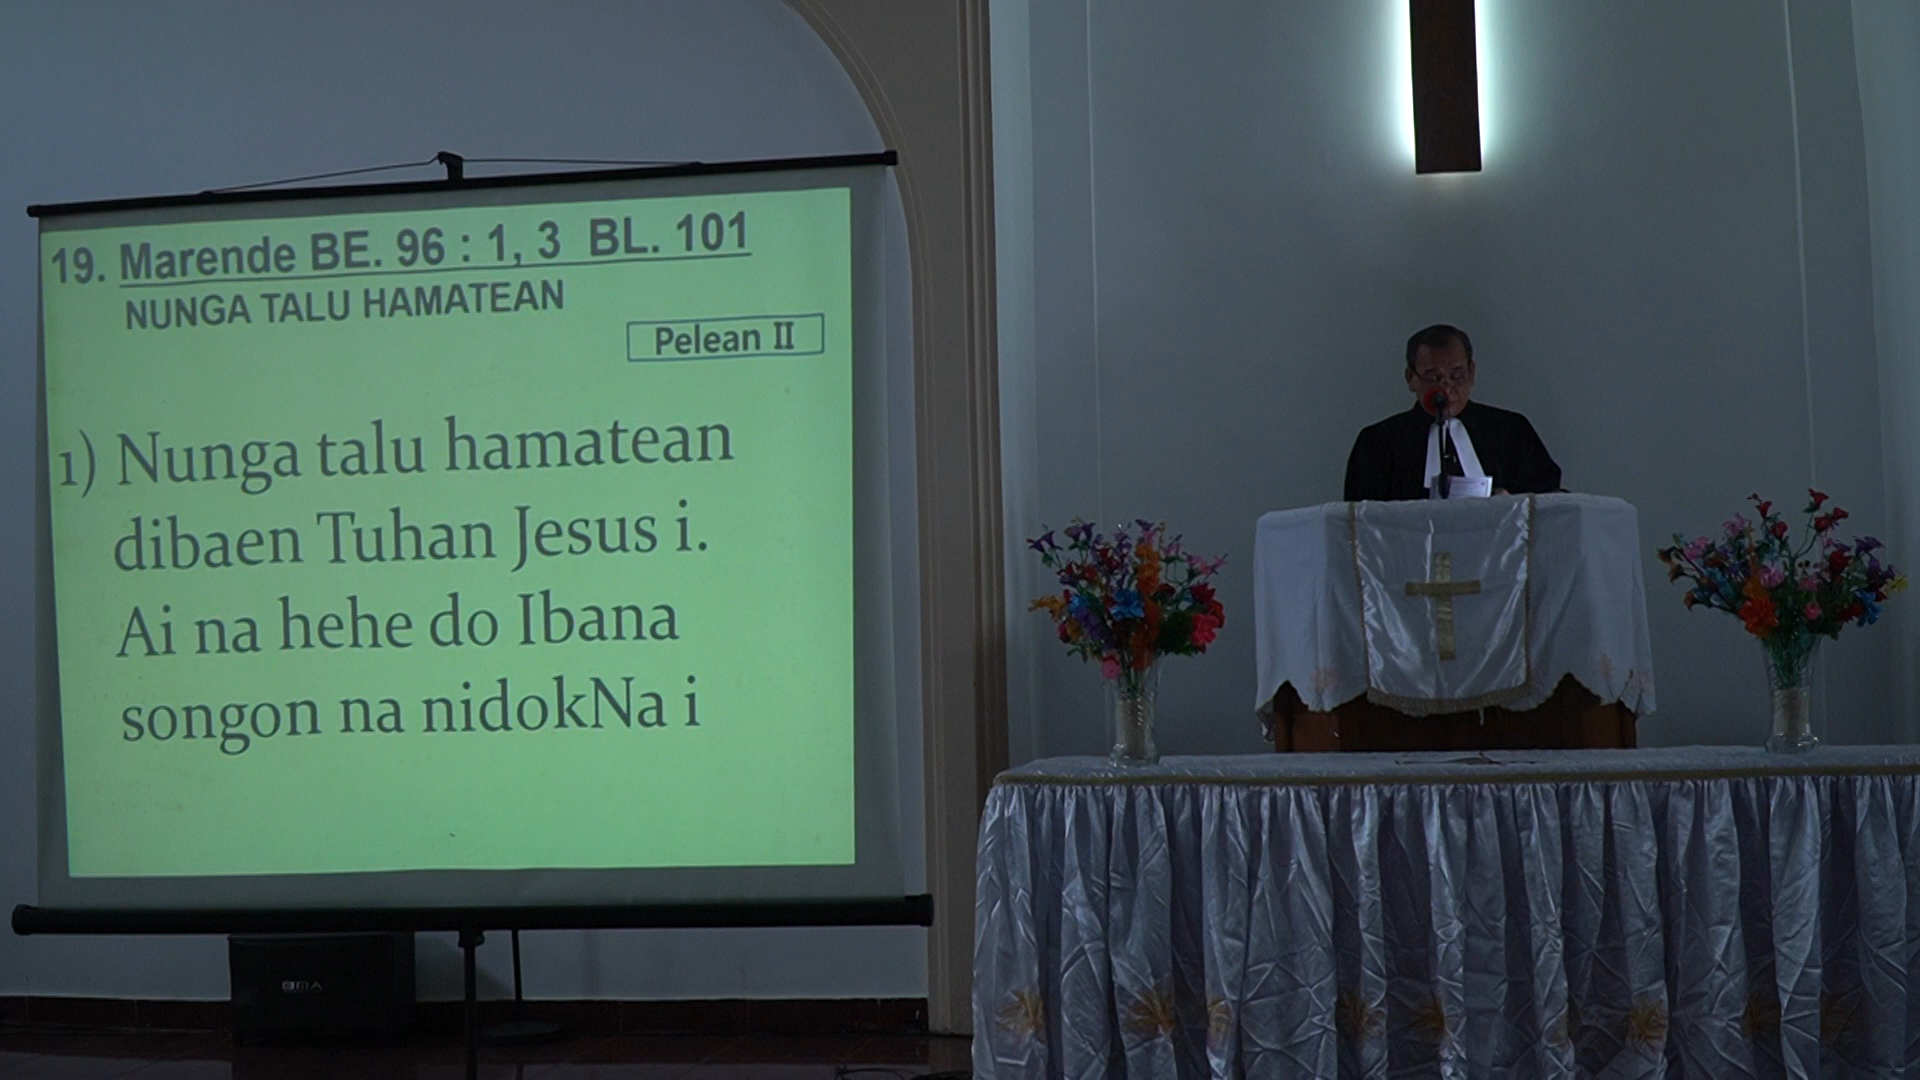 19. Marende BE. 96 : 1, 3 BL. 101
NUNGA TALU HAMATEAN
Pelean II
1) Nunga talu hamatean
dibaen Tuhan Jesus i.
Ai na hehe do Ibana
songon na nidokNa i